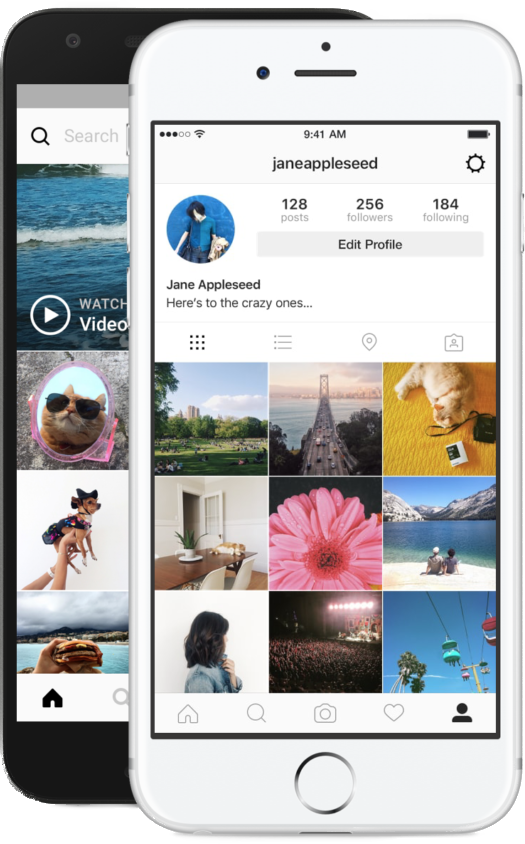 Search
WATCH
Video
9:41 AM
janeappleseed
128
posts
256
followers
184
following
Edit Profile
Jane Appleseed
Here's to the crazy ones...